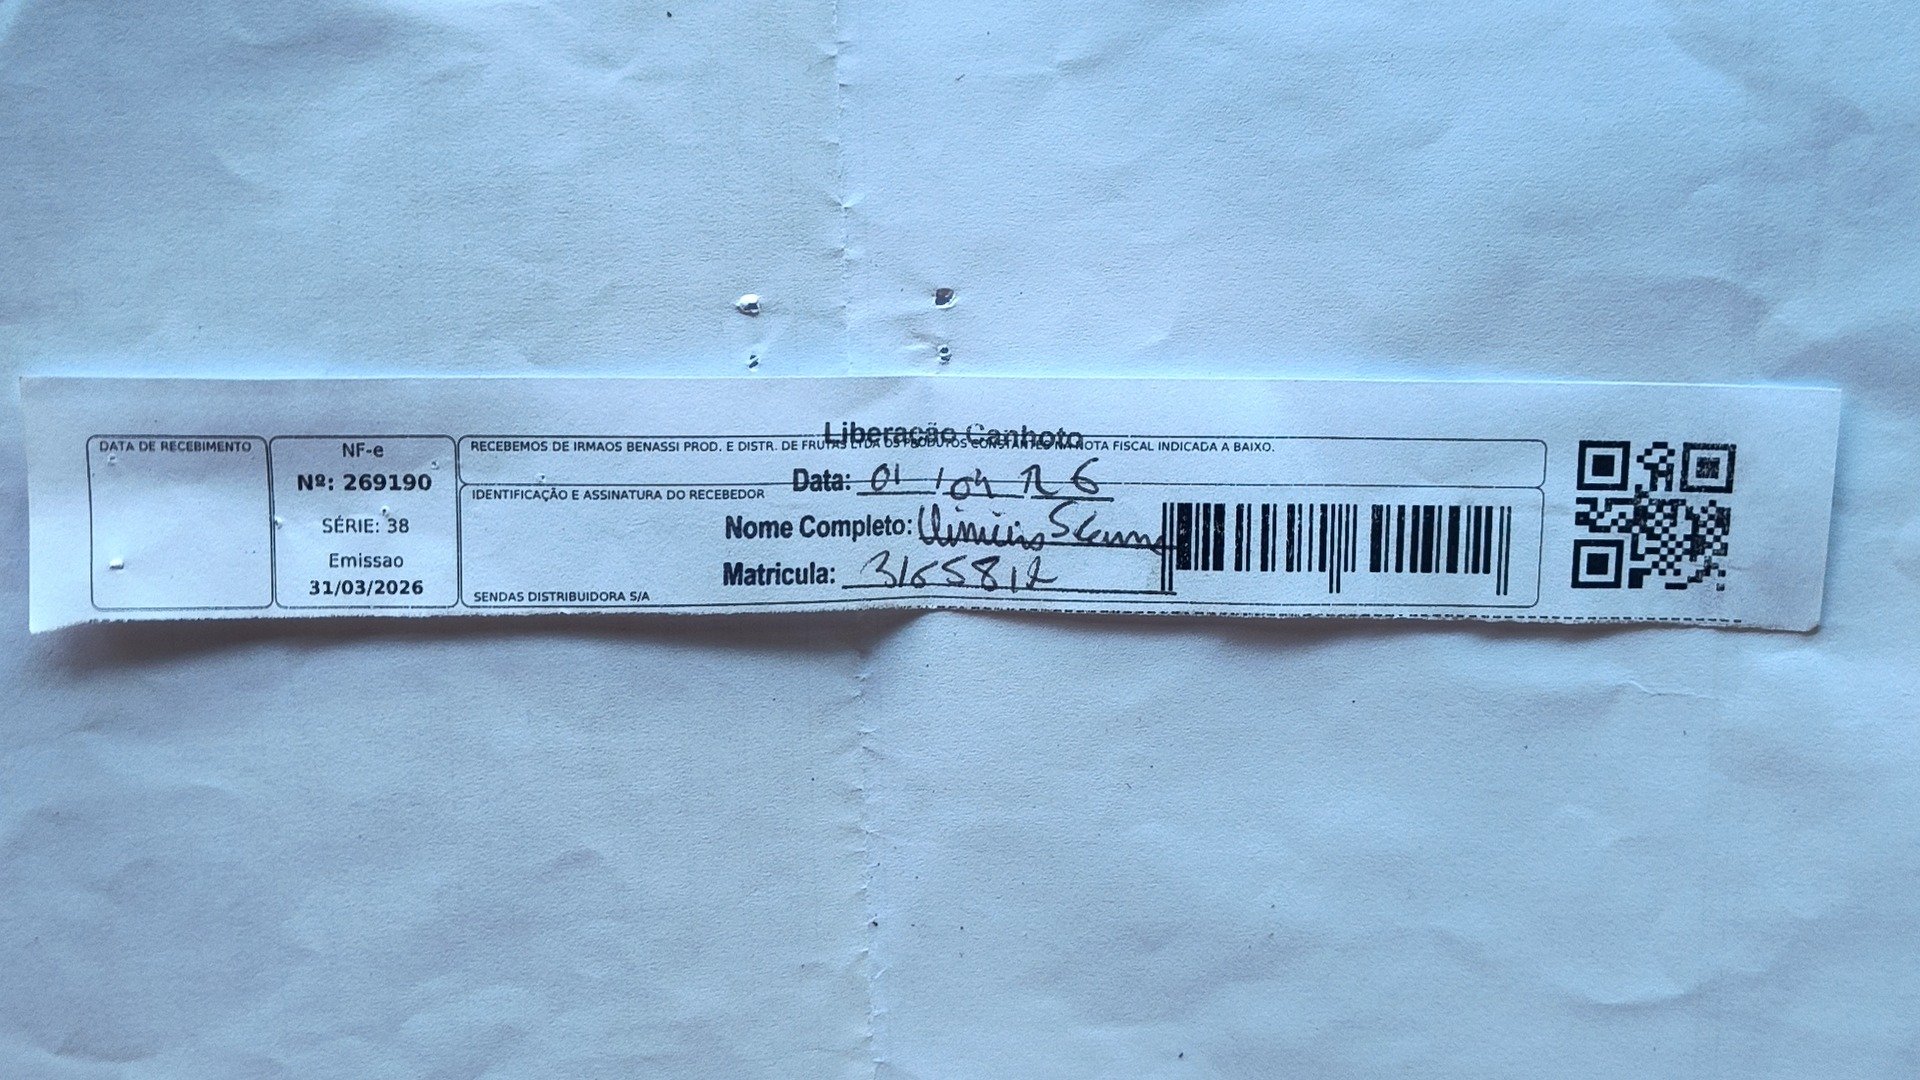 Liberação Canhoto
DATA DE RECEBIMENTO
NF-e
Nº: 269190
SÉRIE: 38
Emissao
31/03/2026
RECEBEMOS DE IRMAOS BENASSI PROD. E DISTR. DE FRUTAS LTDA OS PRODUTOS CONSTANTES NA NOTA FISCAL INDICADA A BAIXO.
IDENTIFICAÇÃO E ASSINATURA DO RECEBEDOR
Data: 01/04 26
Nome Completo: Vinicius
Matricula: 3165812
SENDAS DISTRIBUIDORA S/A